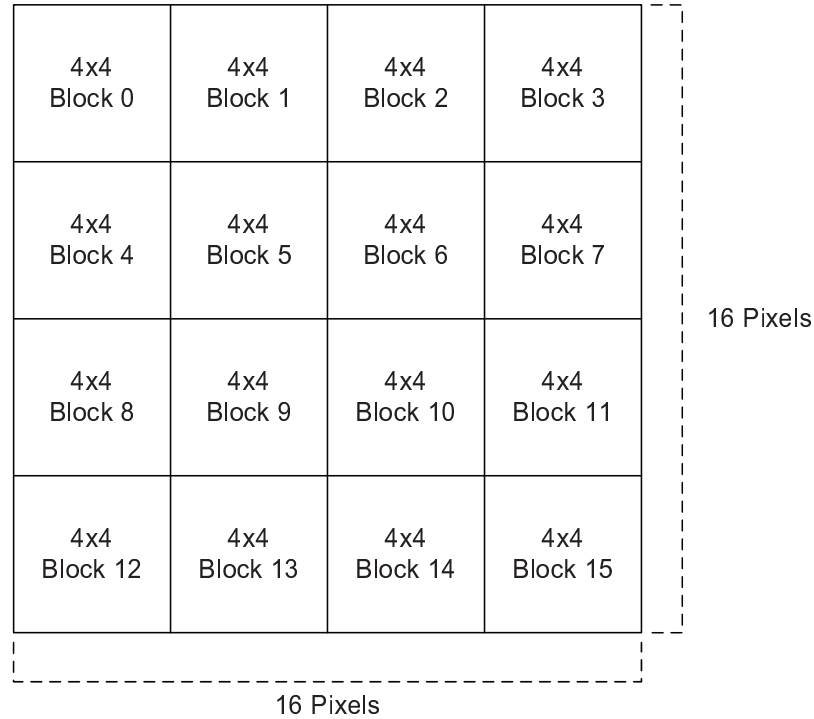 4x4
Block 0
4x4
Block 1
4x4
Block 2
4x4
Block 3
4x4
Block 4
4x4
Block 5
4x4
Block 6
4x4
Block 7
16 Pixels
4x4
Block 8
4x4
Block 9
4x4
Block 10
4x4
Block 11
4x4
Block 12
4x4
Block 13
4x4
Block 14
4x4
Block 15
16 Pixels